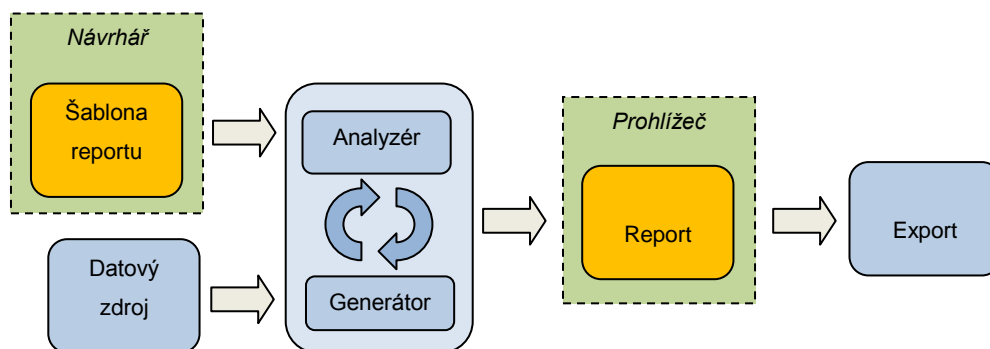 Návrhář
Šablona
reportu
Datový
zdroj
Analyzér
Generátor
Prohlížeč
Report
Export